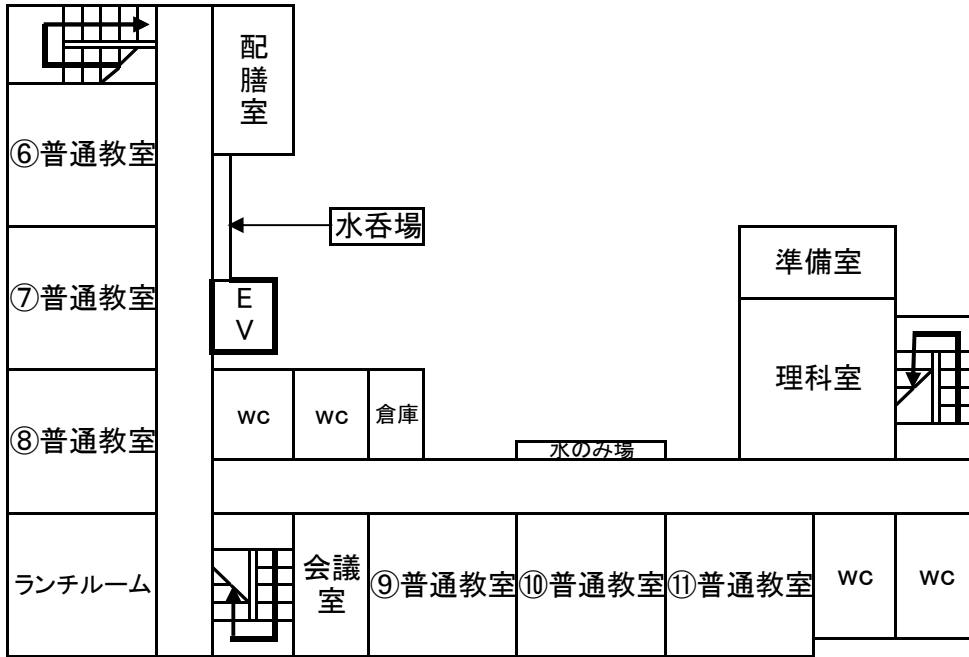 配
膳
室
⑥普通教室
水呑場
準備室
⑦普通教室
E
V
理科室
wc
wc
倉庫
⑧普通教室
水のみ場
ランチルーム
会議
室
⑨普通教室
⑩普通教室
⑪普通教室
wc
wc